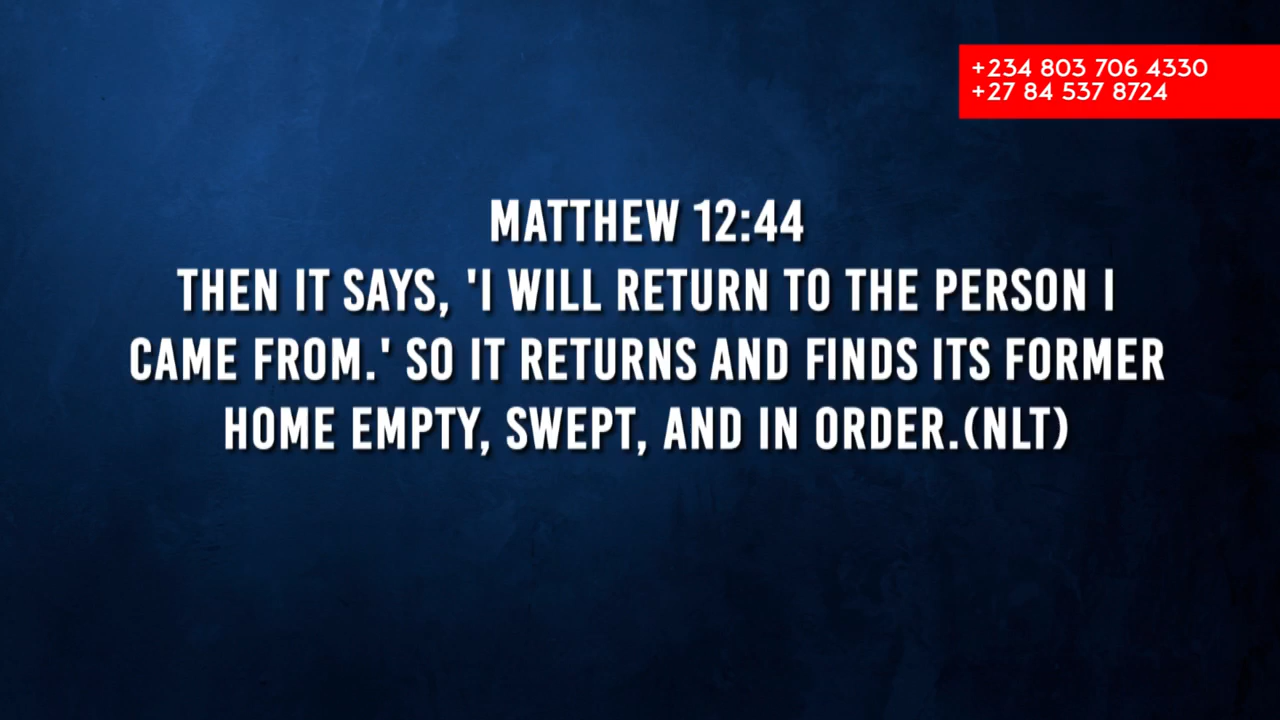 +234 803 706 4330
+27 84 537 8724
MATTHEW 12:44
THEN IT SAYS, 'I WILL RETURN TO THE PERSON I
CAME FROM.' SO IT RETURNS AND FINDS ITS FORMER
HOME EMPTY, SWEPT, AND IN ORDER.(NLT)